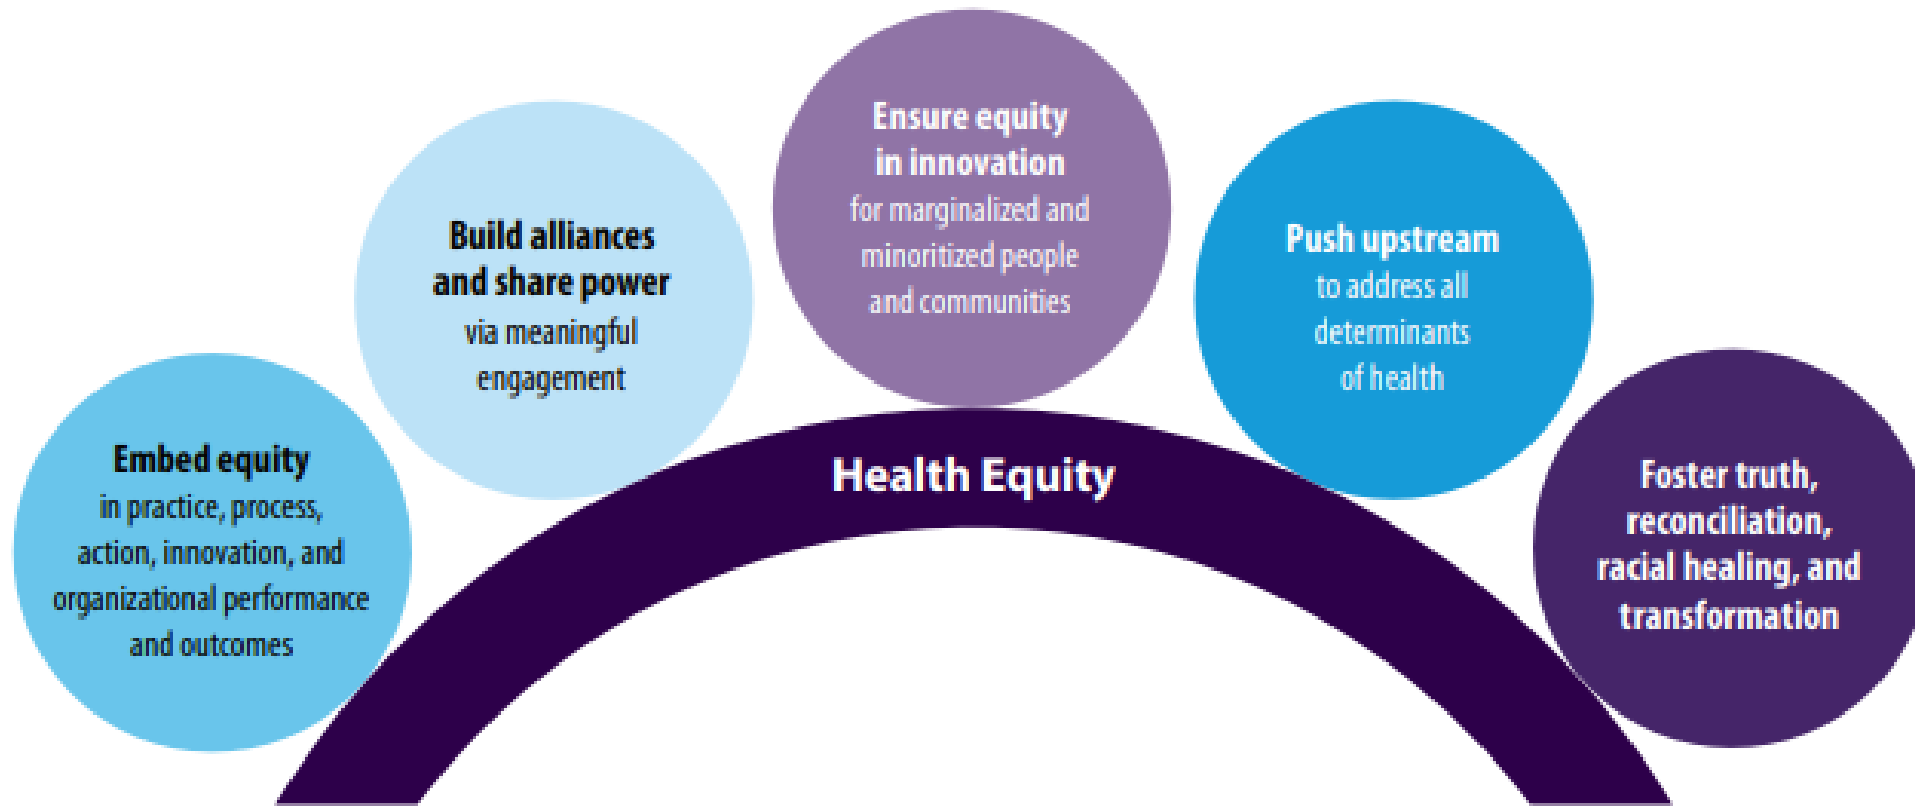 Embed equity
in practice, process,
action, innovation, and
organizational performance
and outcomes
Build alliances
and share power
via meaningful
engagement
Ensure equity
in innovation
for marginalized and
minoritized people
and communities
Push upstream
to address all
determinants
of health
Foster truth,
reconciliation,
racial healing, and
transformation
Health Equity